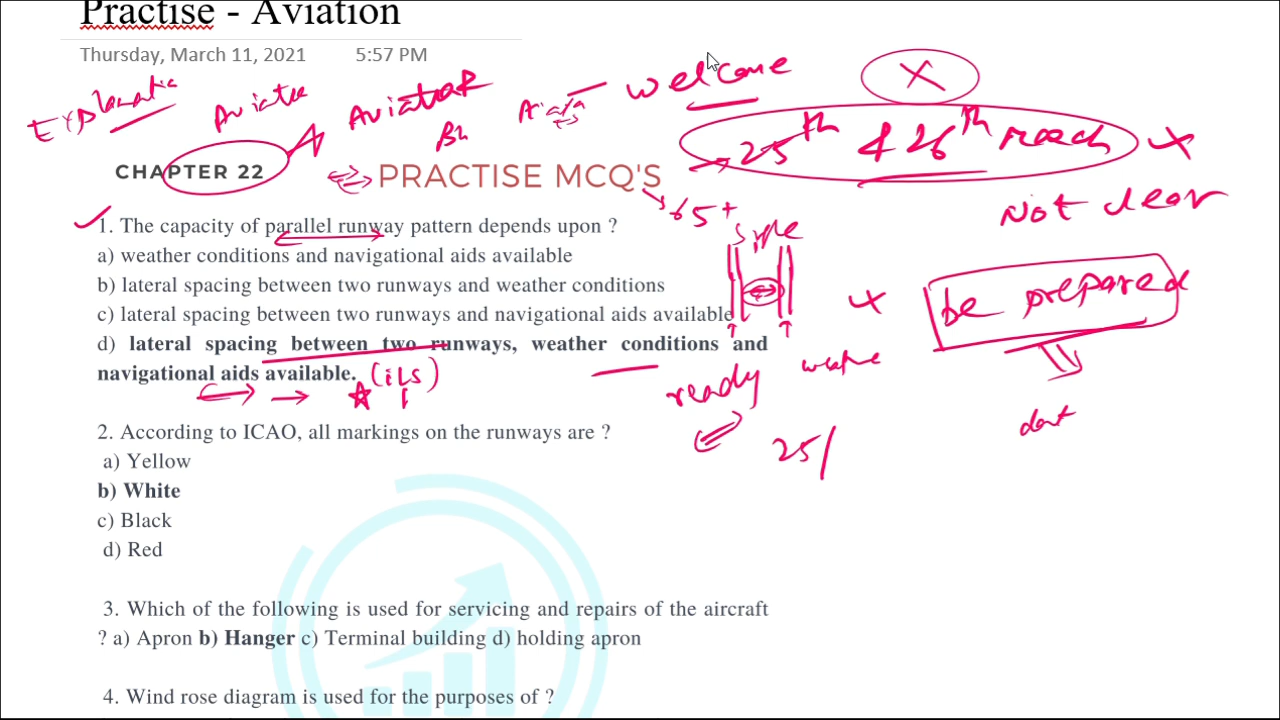 Practise - Aviation
Thursday, March 11, 2021 5:57 PM
welcome
25th & 26th march
Not clear
CHAPTER 22
PRACTISE MCQ'S
65+
1. The capacity of parallel runway pattern depends upon ?
a) weather conditions and navigational aids available
b) lateral spacing between two runways and weather conditions
c) lateral spacing between two runways and navigational aids available
d) lateral spacing between two runways, weather conditions and
navigational aids available.
(ILS)
be prepared
ready
25/
2. According to ICAO, all markings on the runways are ?
a) Yellow
b) White
c) Black
d) Red
3. Which of the following is used for servicing and repairs of the aircraft
? a) Apron b) Hanger c) Terminal building d) holding apron
4. Wind rose diagram is used for the purposes of ?